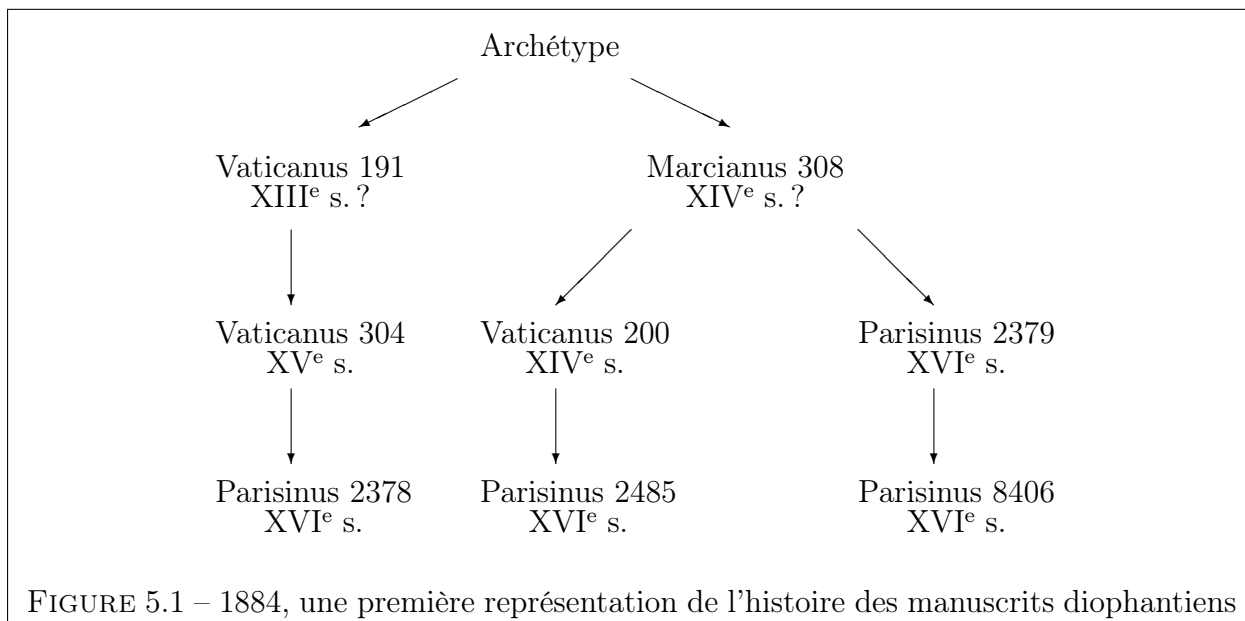 Archétype
Vaticanus 191
XIIIᵉ s. ?
Marcianus 308
XIVᵉ s. ?
Vaticanus 304
XVᵉ s.
Vaticanus 200
XIVᵉ s.
Parisinus 2379
XVIᵉ s.
Parisinus 2378
XVIᵉ s.
Parisinus 2485
XVIᵉ s.
Parisinus 8406
XVIᵉ s.
FIGURE 5.1 – 1884, une première représentation de l'histoire des manuscrits diophantiens